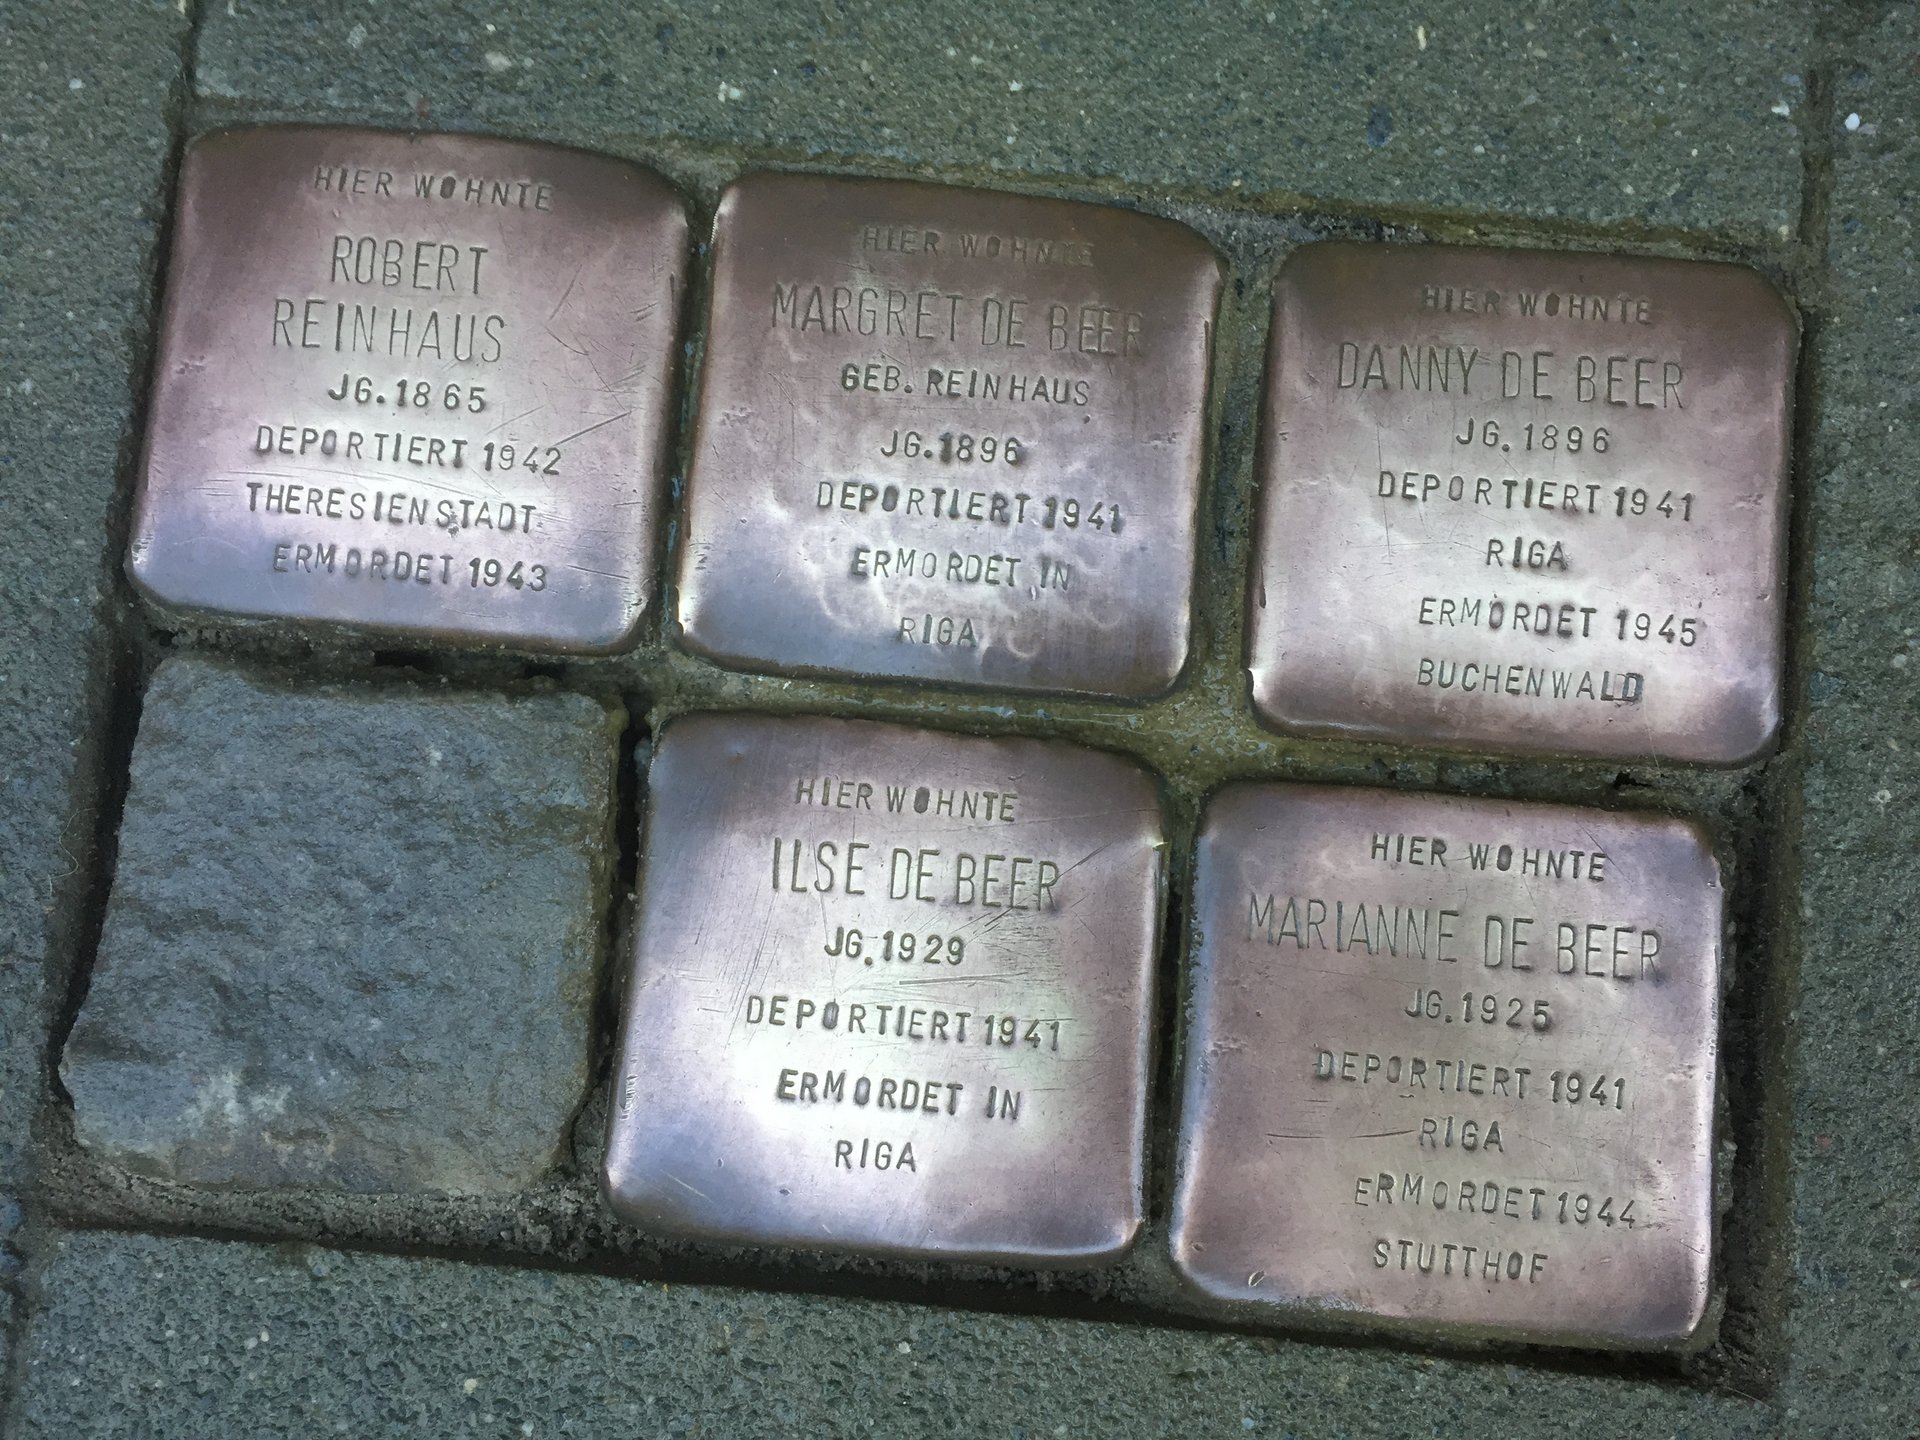 HIER WOHNTE
ROBERT
REINHAUS
JG.1865
DEPORTIERT 1942
THERESIENSTADT
ERMORDET 1943
HIER WOHNTE
MARGRET DE BEER
GEB. REINHAUS
JG.1896
DEPORTIERT 1941
ERMORDET IN
RIGA
HIER WOHNTE
DANNY DE BEER
JG.1896
DEPORTIERT 1941
RIGA
ERMORDET 1945
BUCHENWALD
HIER WOHNTE
ILSE DE BEER
JG.1929
DEPORTIERT 1941
ERMORDET IN
RIGA
HIER WOHNTE
MARIANNE DE BEER
JG.1925
DEPORTIERT 1941
RIGA
ERMORDET 1944
STUTTHOF